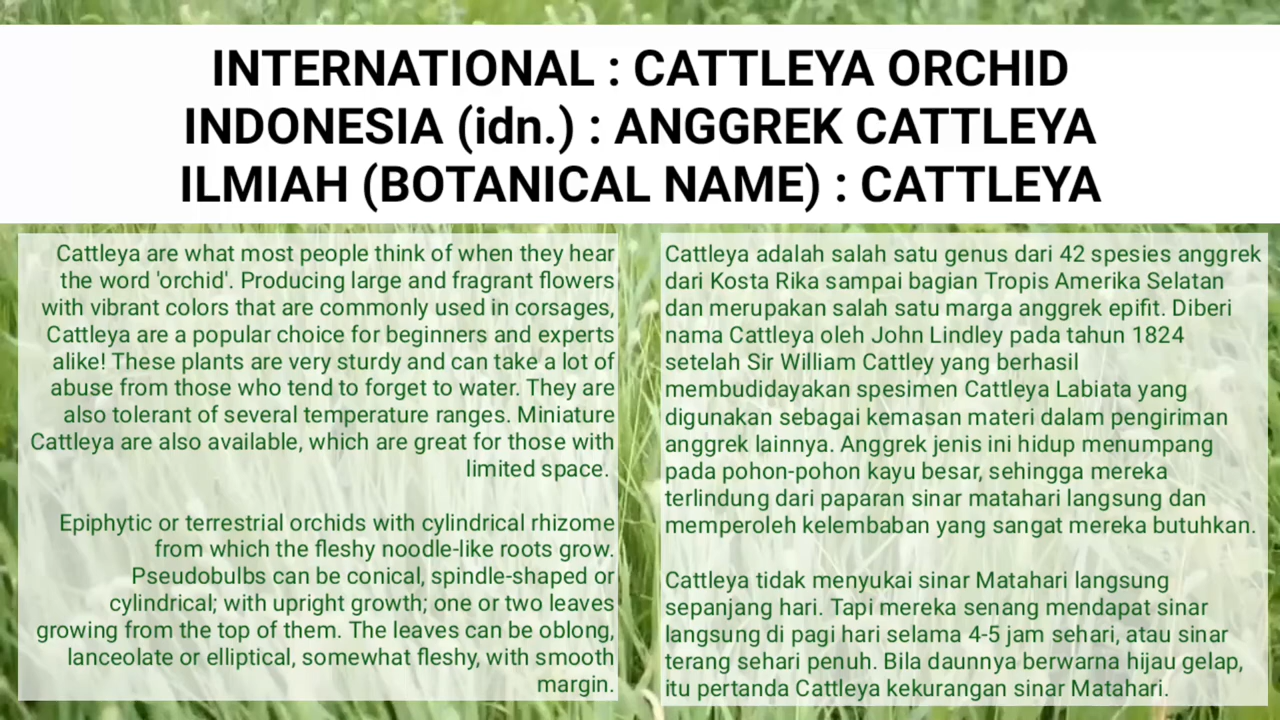 INTERNATIONAL : CATTLEYA ORCHID
INDONESIA (idn.) : ANGGREK CATTLEYA
ILMIAH (BOTANICAL NAME) : CATTLEYA
Cattleya are what most people think of when they hear
the word 'orchid'. Producing large and fragrant flowers
with vibrant colors that are commonly used in corsages,
Cattleya are a popular choice for beginners and experts
alike! These plants are very sturdy and can take a lot of
abuse from those who tend to forget to water. They are
also tolerant of several temperature ranges. Miniature
Cattleya are also available, which are great for those with
limited space.
Epiphytic or terrestrial orchids with cylindrical rhizome
from which the fleshy noodle-like roots grow.
Pseudobulbs can be conical, spindle-shaped or
cylindrical; with upright growth; one or two leaves
growing from the top of them. The leaves can be oblong,
lanceolate or elliptical, somewhat fleshy, with smooth
margin.
Cattleya adalah salah satu genus dari 42 spesies anggrek
dari Kosta Rika sampai bagian Tropis Amerika Selatan
dan merupakan salah satu marga anggrek epifit. Diberi
nama Cattleya oleh John Lindley pada tahun 1824
setelah Sir William Cattley yang berhasil
membudidayakan spesimen Cattleya Labiata yang
digunakan sebagai kemasan materi dalam pengiriman
anggrek lainnya. Anggrek jenis ini hidup menumpang
pada pohon-pohon kayu besar, sehingga mereka
terlindung dari paparan sinar matahari langsung dan
memperoleh kelembaban yang sangat mereka butuhkan.
Cattleya tidak menyukai sinar Matahari langsung
sepanjang hari. Tapi mereka senang mendapat sinar
langsung di pagi hari selama 4-5 jam sehari, atau sinar
terang sehari penuh. Bila daunnya berwarna hijau gelap,
itu pertanda Cattleya kekurangan sinar Matahari.